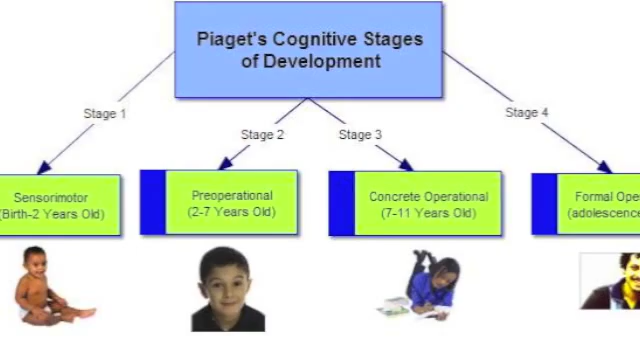 Piaget's Cognitive Stages
of Development
Stage 1
Stage 2
Stage 3
Stage 4
Sensorimotor
(Birth-2 Years Old)
Preoperational
(2-7 Years Old)
Concrete Operational
(7-11 Years Old)
Formal
(adolescence